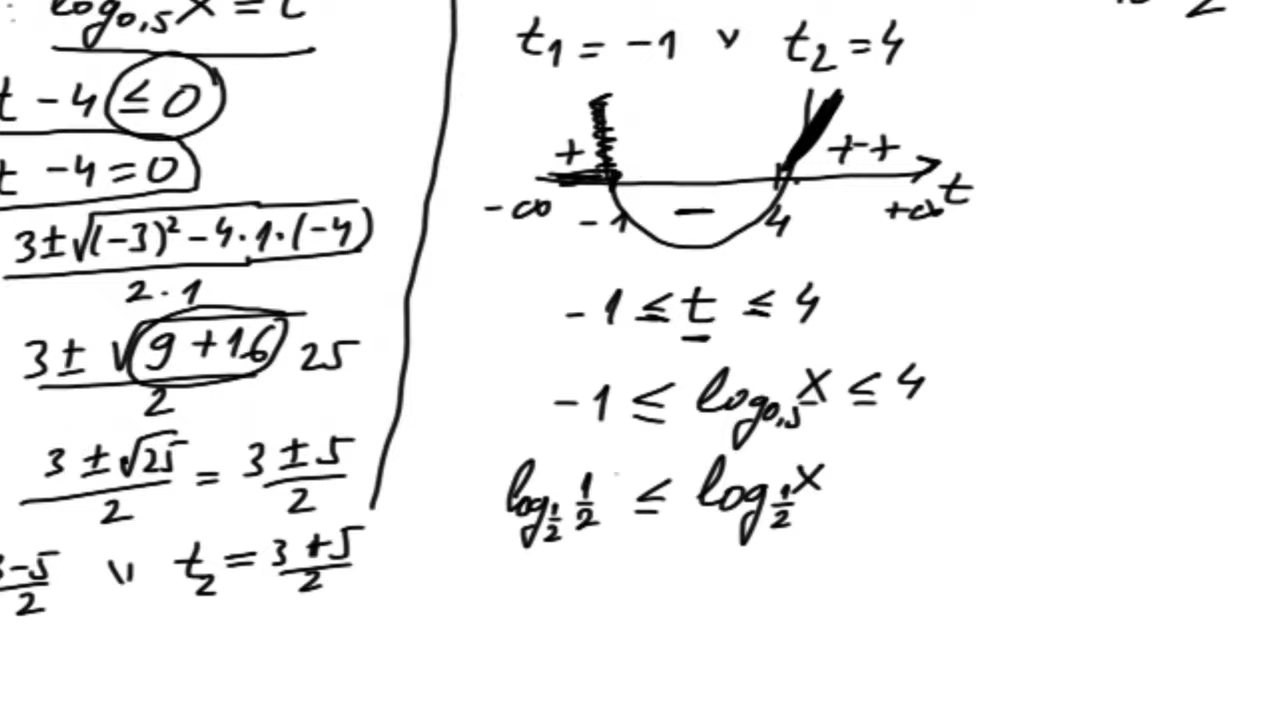 log₀,₅x = t
t - 4 ≤ 0
t - 4 = 0
3 ± √(-3)² - 4·1·(-4)
2·1
3 ± √9 + 16 25
2
3 ± √25 / 2 = 3 ± 5 / 2
3-5 / 2 v t₂ = 3+5 / 2
t₁ = -1 v t₂ = 4
+ ++
-∞ -1 - 4 +∞ t
-1 ≤ t ≤ 4
-1 ≤ log₀,₅x ≤ 4
log½ ½ ≤ log½ x